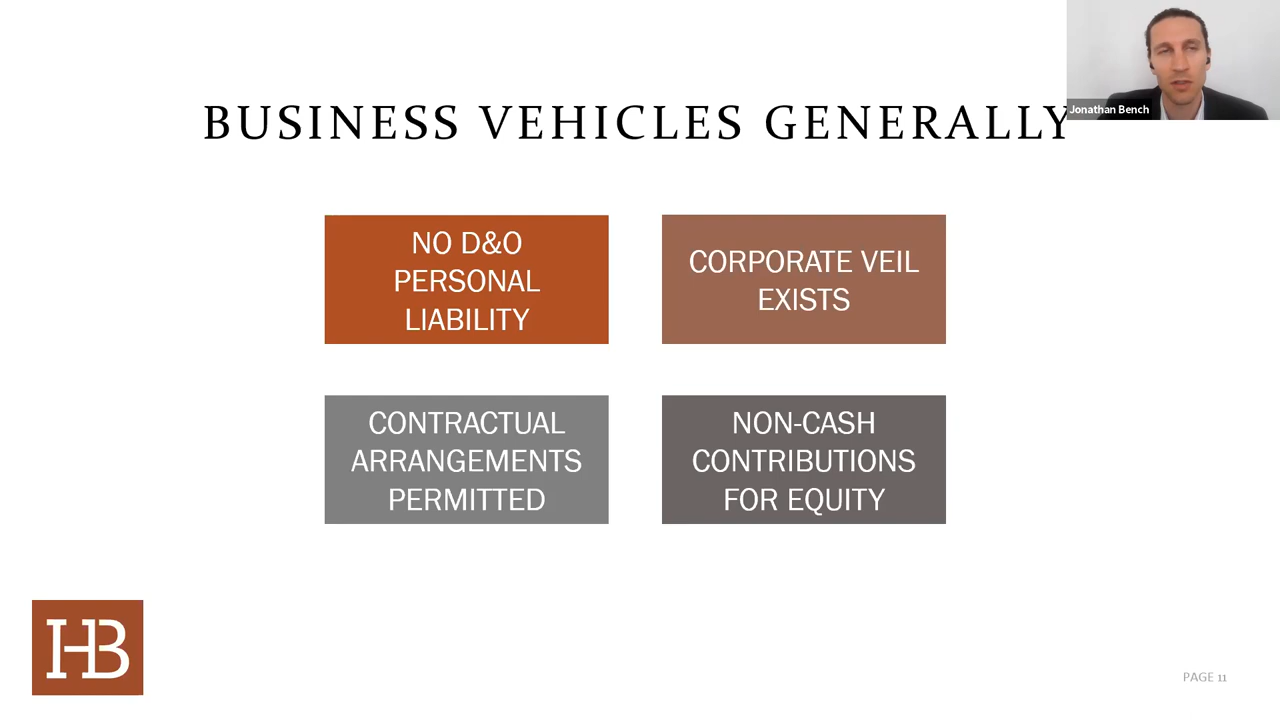 Jonathan Bench
BUSINESS VEHICLES GENERALLY
NO D&O
PERSONAL
LIABILITY
CORPORATE VEIL
EXISTS
CONTRACTUAL
ARRANGEMENTS
PERMITTED
NON-CASH
CONTRIBUTIONS
FOR EQUITY
HB
PAGE 11